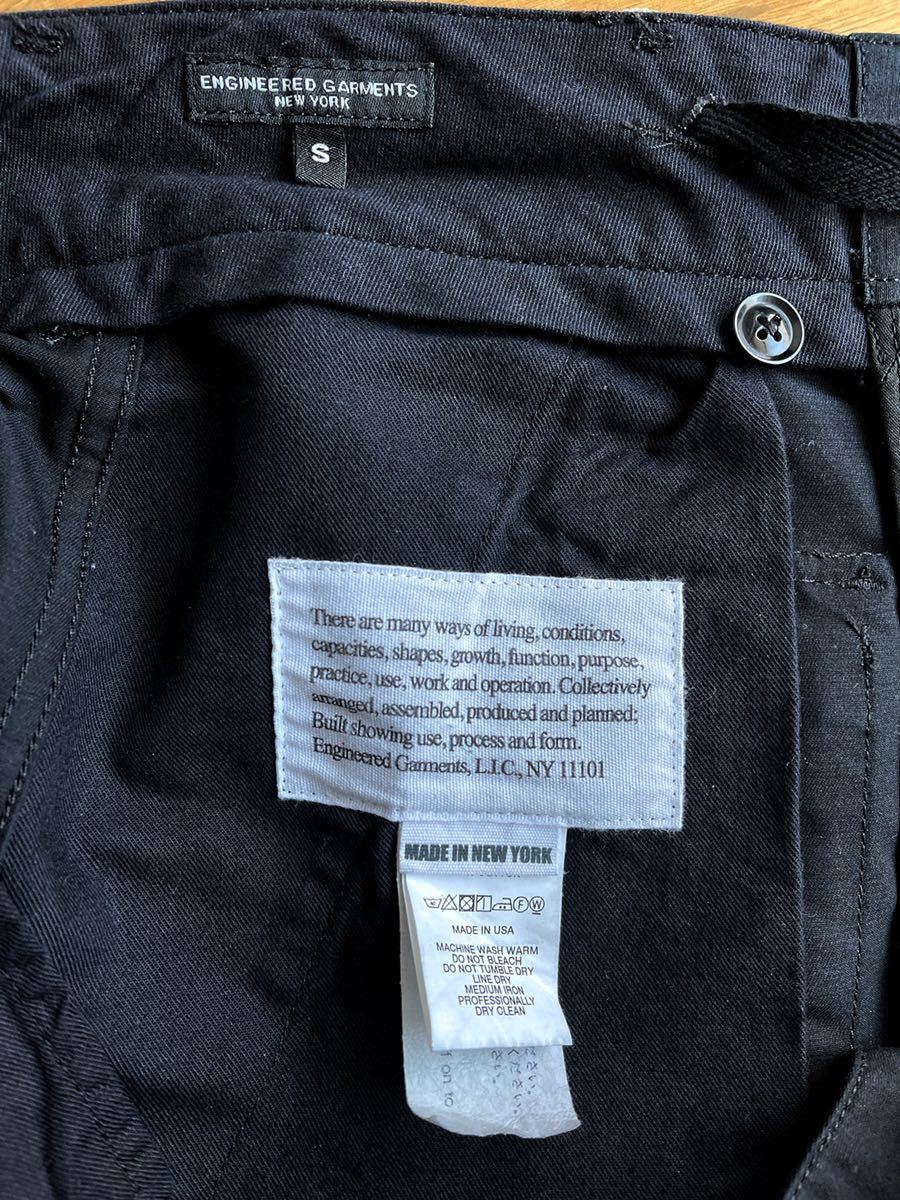 ENGINEERED GARMENTS
NEW YORK
S
There are many ways of living, conditions,
capacities, shapes, growth, function, purpose,
practice, use, work and operation. Collectively
arranged, assembled, produced and planned;
Built showing use, process and form.
Engineered Garments, L.I.C., NY 11101
MADE IN NEW YORK
F W
MADE IN USA
MACHINE WASH WARM
DO NOT BLEACH
DO NOT TUMBLE DRY
LINE DRY
MEDIUM IRON
PROFESSIONALLY
DRY CLEAN
on to